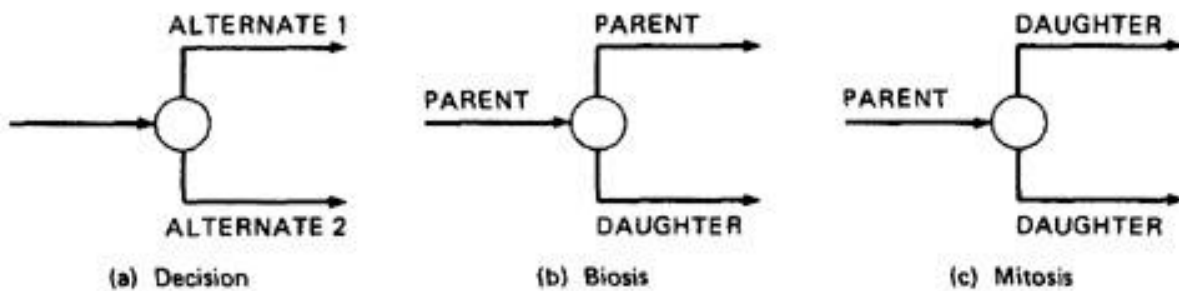 ALTERNATE 1
ALTERNATE 2
(a) Decision
PARENT
PARENT
DAUGHTER
(b) Biosis
DAUGHTER
PARENT
DAUGHTER
(c) Mitosis